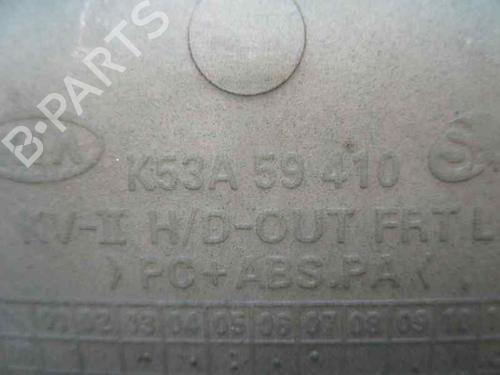 B-PARTS
K53A 59 410
S
KV-II H/D-OUT FRT L
>PC+ABS.PA<
01 02 03 04 05 06 07 08 09 10